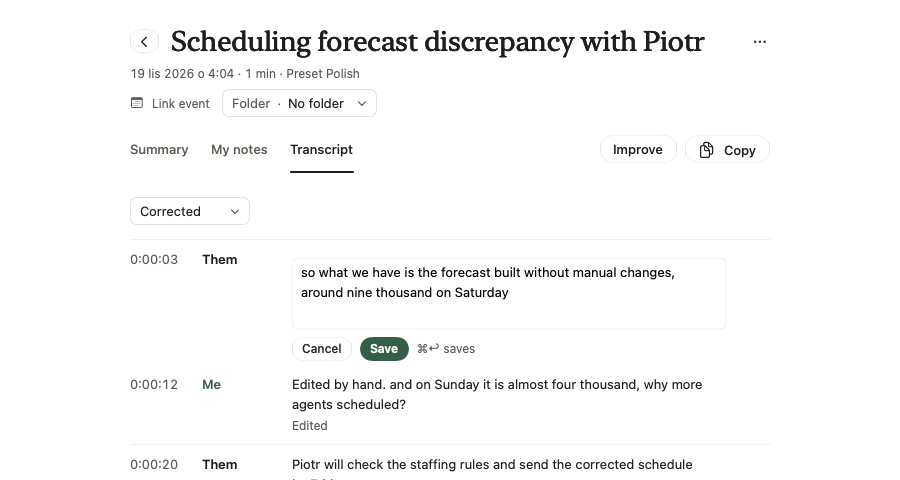 Scheduling forecast discrepancy with Piotr
19 lis 2026 o 4:04 · 1 min · Preset Polish
Link event Folder · No folder
Summary My notes Transcript Improve Copy
Corrected
0:00:03 Them
so what we have is the forecast built without manual changes,
around nine thousand on Saturday
Cancel Save ⌘↩ saves
0:00:12 Me Edited by hand. and on Sunday it is almost four thousand, why more
agents scheduled?
Edited
0:00:20 Them Piotr will check the staffing rules and send the corrected schedule